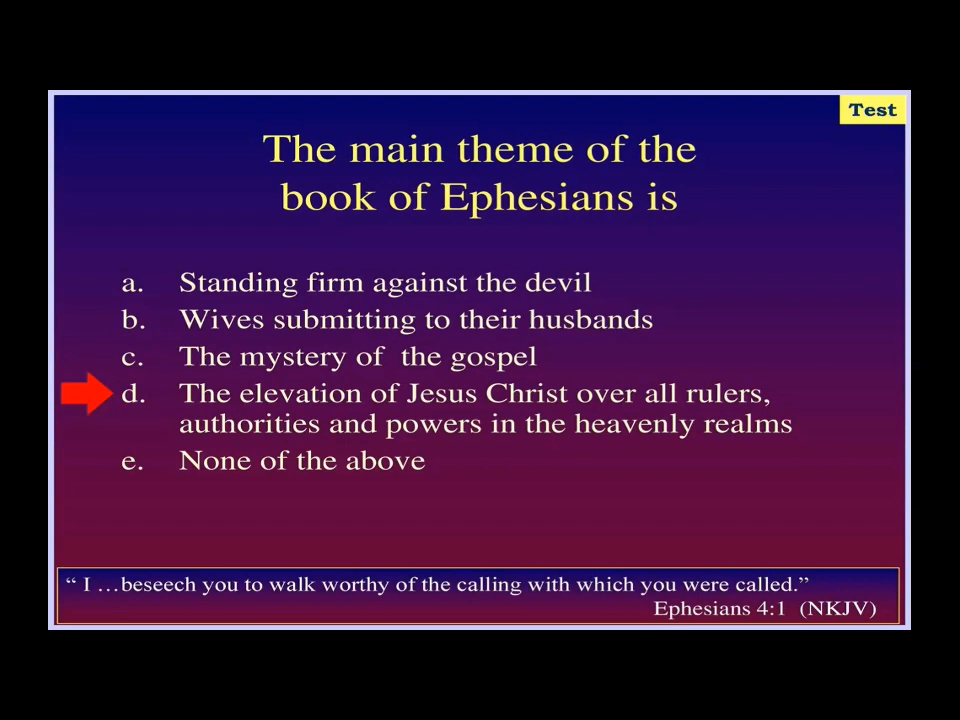 Test
The main theme of the
book of Ephesians is
a. Standing firm against the devil
b. Wives submitting to their husbands
c. The mystery of  the gospel
d. The elevation of Jesus Christ over all rulers,
authorities and powers in the heavenly realms
e. None of the above
“ I …beseech you to walk worthy of the calling with which you were called.”
Ephesians 4:1  (NKJV)